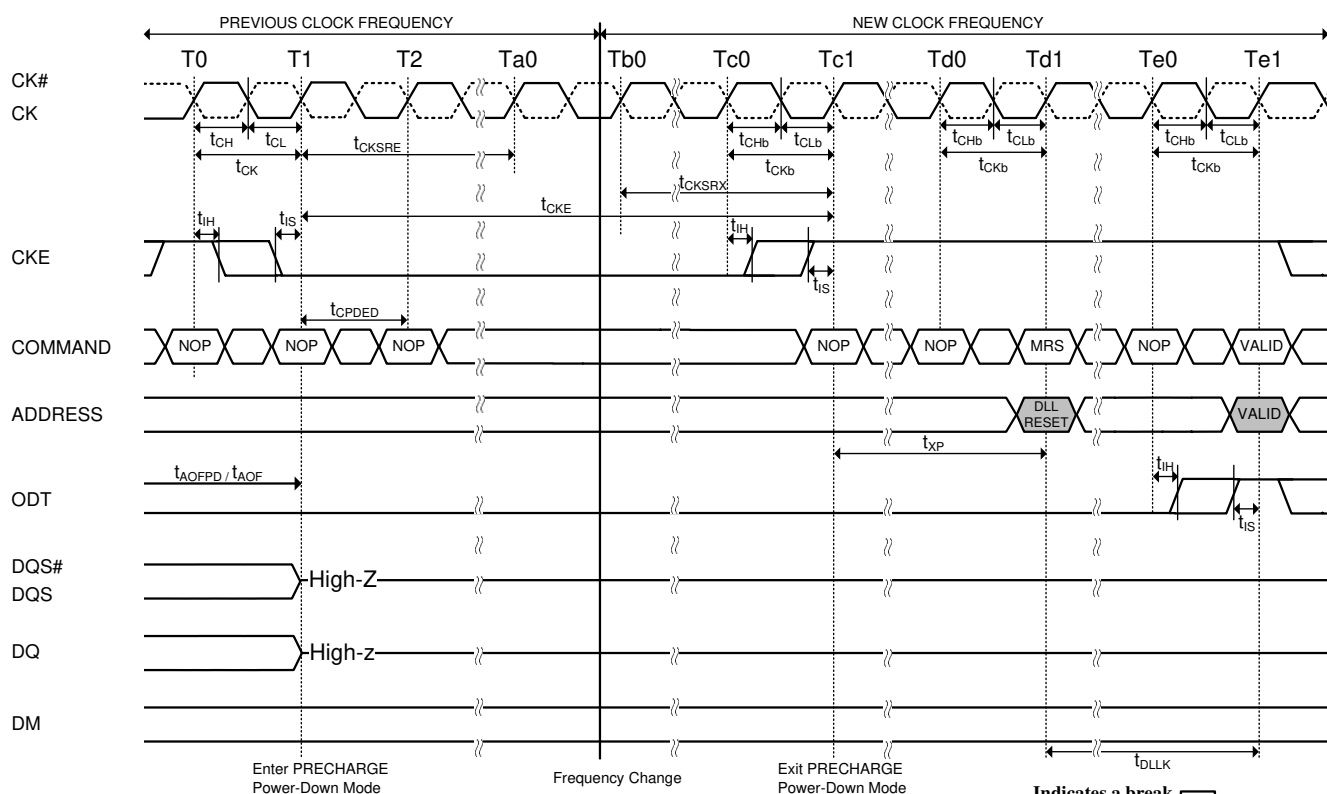 PREVIOUS CLOCK FREQUENCY NEW CLOCK FREQUENCY
T0 T1 T2 Ta0 Tb0 Tc0 Tc1 Td0 Td1 Te0 Te1
CK#
CK
tCH tCL tCHb tCLb tCHb tCLb tCHb tCLb
tCK tCKSRE tCKb tCKb tCKb
tCKSRX
tCKE
tIH tIS tIH
CKE
tIS
tCPDED
COMMAND NOP NOP NOP NOP NOP MRS NOP VALID
ADDRESS DLL RESET VALID
tXP
tAOFPD / tAOF tIH
ODT
tIS
DQS#
DQS High-Z
DQ High-z
DM
tDLLK
Enter PRECHARGE
Power-Down Mode
Frequency Change
Exit PRECHARGE
Power-Down Mode
Indicates a break